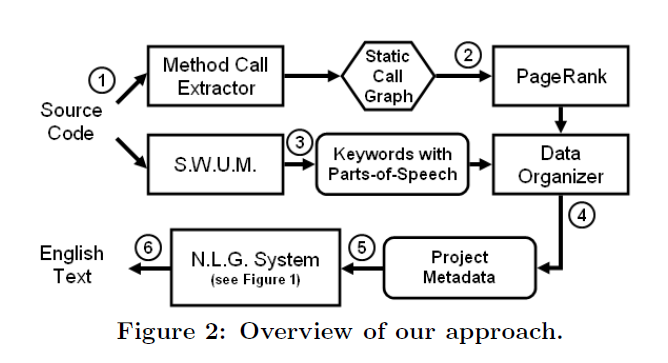 1
Source
Code
Method Call
Extractor
Static
Call
Graph
2
PageRank
S.W.U.M.
3
Keywords with
Parts-of-Speech
Data
Organizer
4
English
Text
6
N.L.G. System
(see Figure 1)
5
Project
Metadata
Figure 2: Overview of our approach.